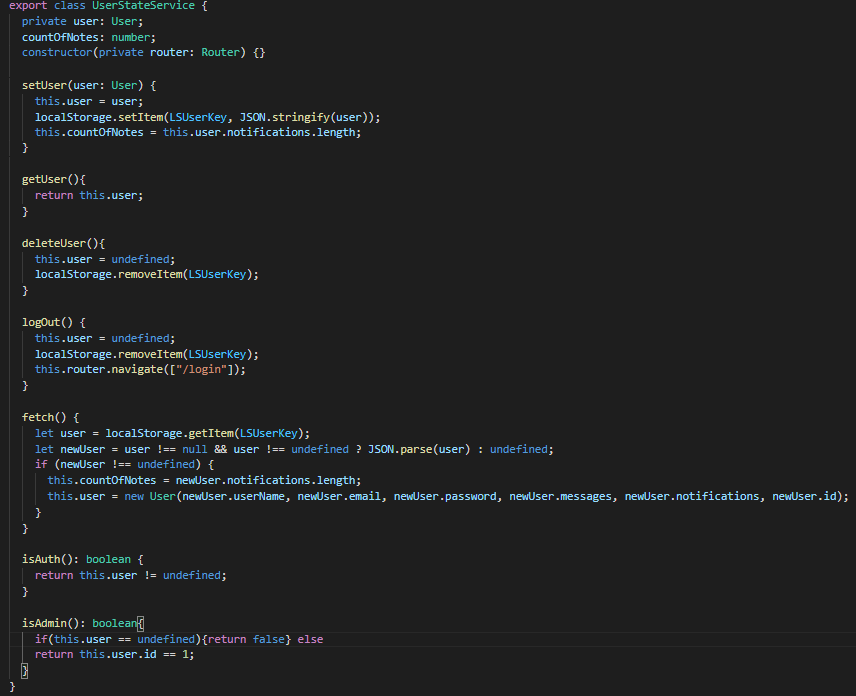 export class UserStateService {
  private user: User;
  countOfNotes: number;
  constructor(private router: Router) {}

  setUser(user: User) {
    this.user = user;
    localStorage.setItem(LSUserKey, JSON.stringify(user));
    this.countOfNotes = this.user.notifications.length;
  }

  getUser(){
    return this.user;
  }

  deleteUser(){
    this.user = undefined;
    localStorage.removeItem(LSUserKey);
  }

  logOut() {
    this.user = undefined;
    localStorage.removeItem(LSUserKey);
    this.router.navigate(["/login"]);
  }

  fetch() {
    let user = localStorage.getItem(LSUserKey);
    let newUser = user !== null && user !== undefined ? JSON.parse(user) : undefined;
    if (newUser !== undefined) {
      this.countOfNotes = newUser.notifications.length;
      this.user = new User(newUser.userName, newUser.email, newUser.password, newUser.messages, newUser.notifications, newUser.id);
    }
  }

  isAuth(): boolean {
    return this.user != undefined;
  }

  isAdmin(): boolean{
    if(this.user == undefined){return false} else
    return this.user.id == 1;
  }
}